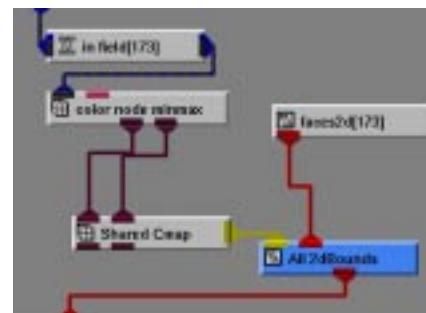 in field[173]
color node minmax
faces2d[173]
Shared Cmap
All 2dBounds